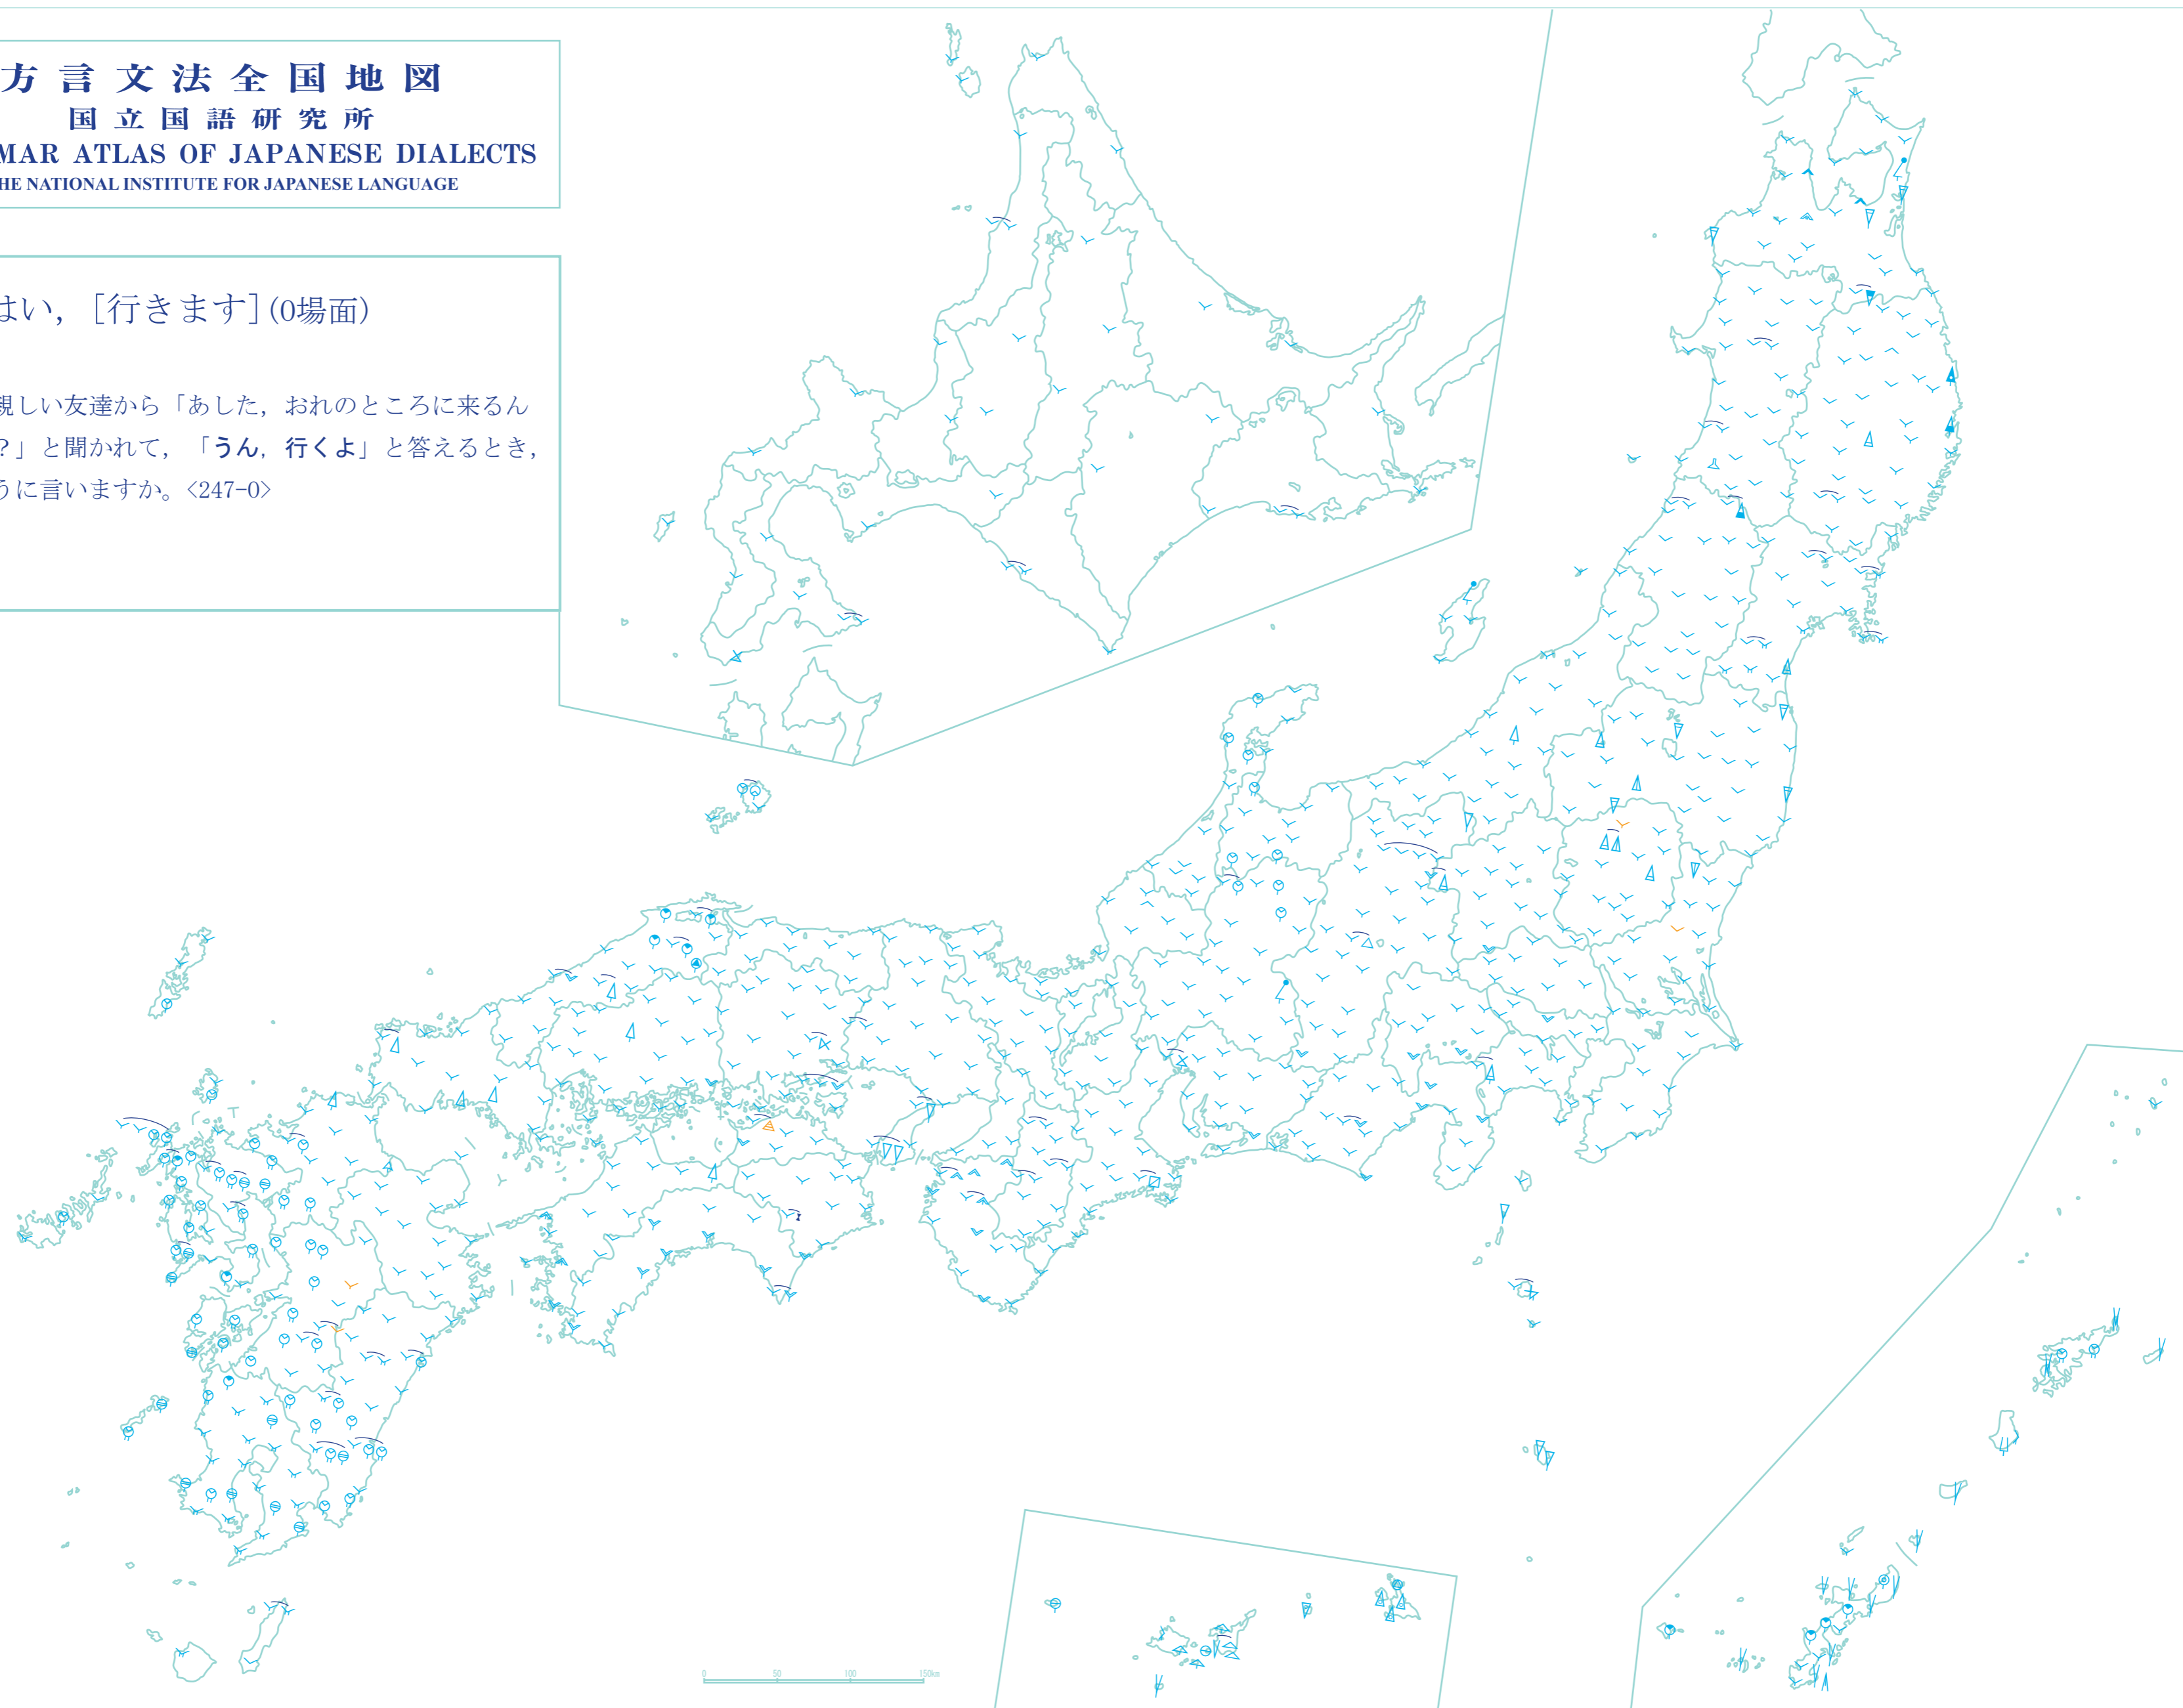 方言文法全国地図
国立国語研究所
MAR ATLAS OF JAPANESE DIALECTS
HE NATIONAL INSTITUTE FOR JAPANESE LANGUAGE
はい，［行きます］(0場面)
親しい友達から「あした，おれのところに来るん
？」と聞かれて，「うん，行くよ」と答えるとき，
うに言いますか。<247-0>
0 50 100 150km